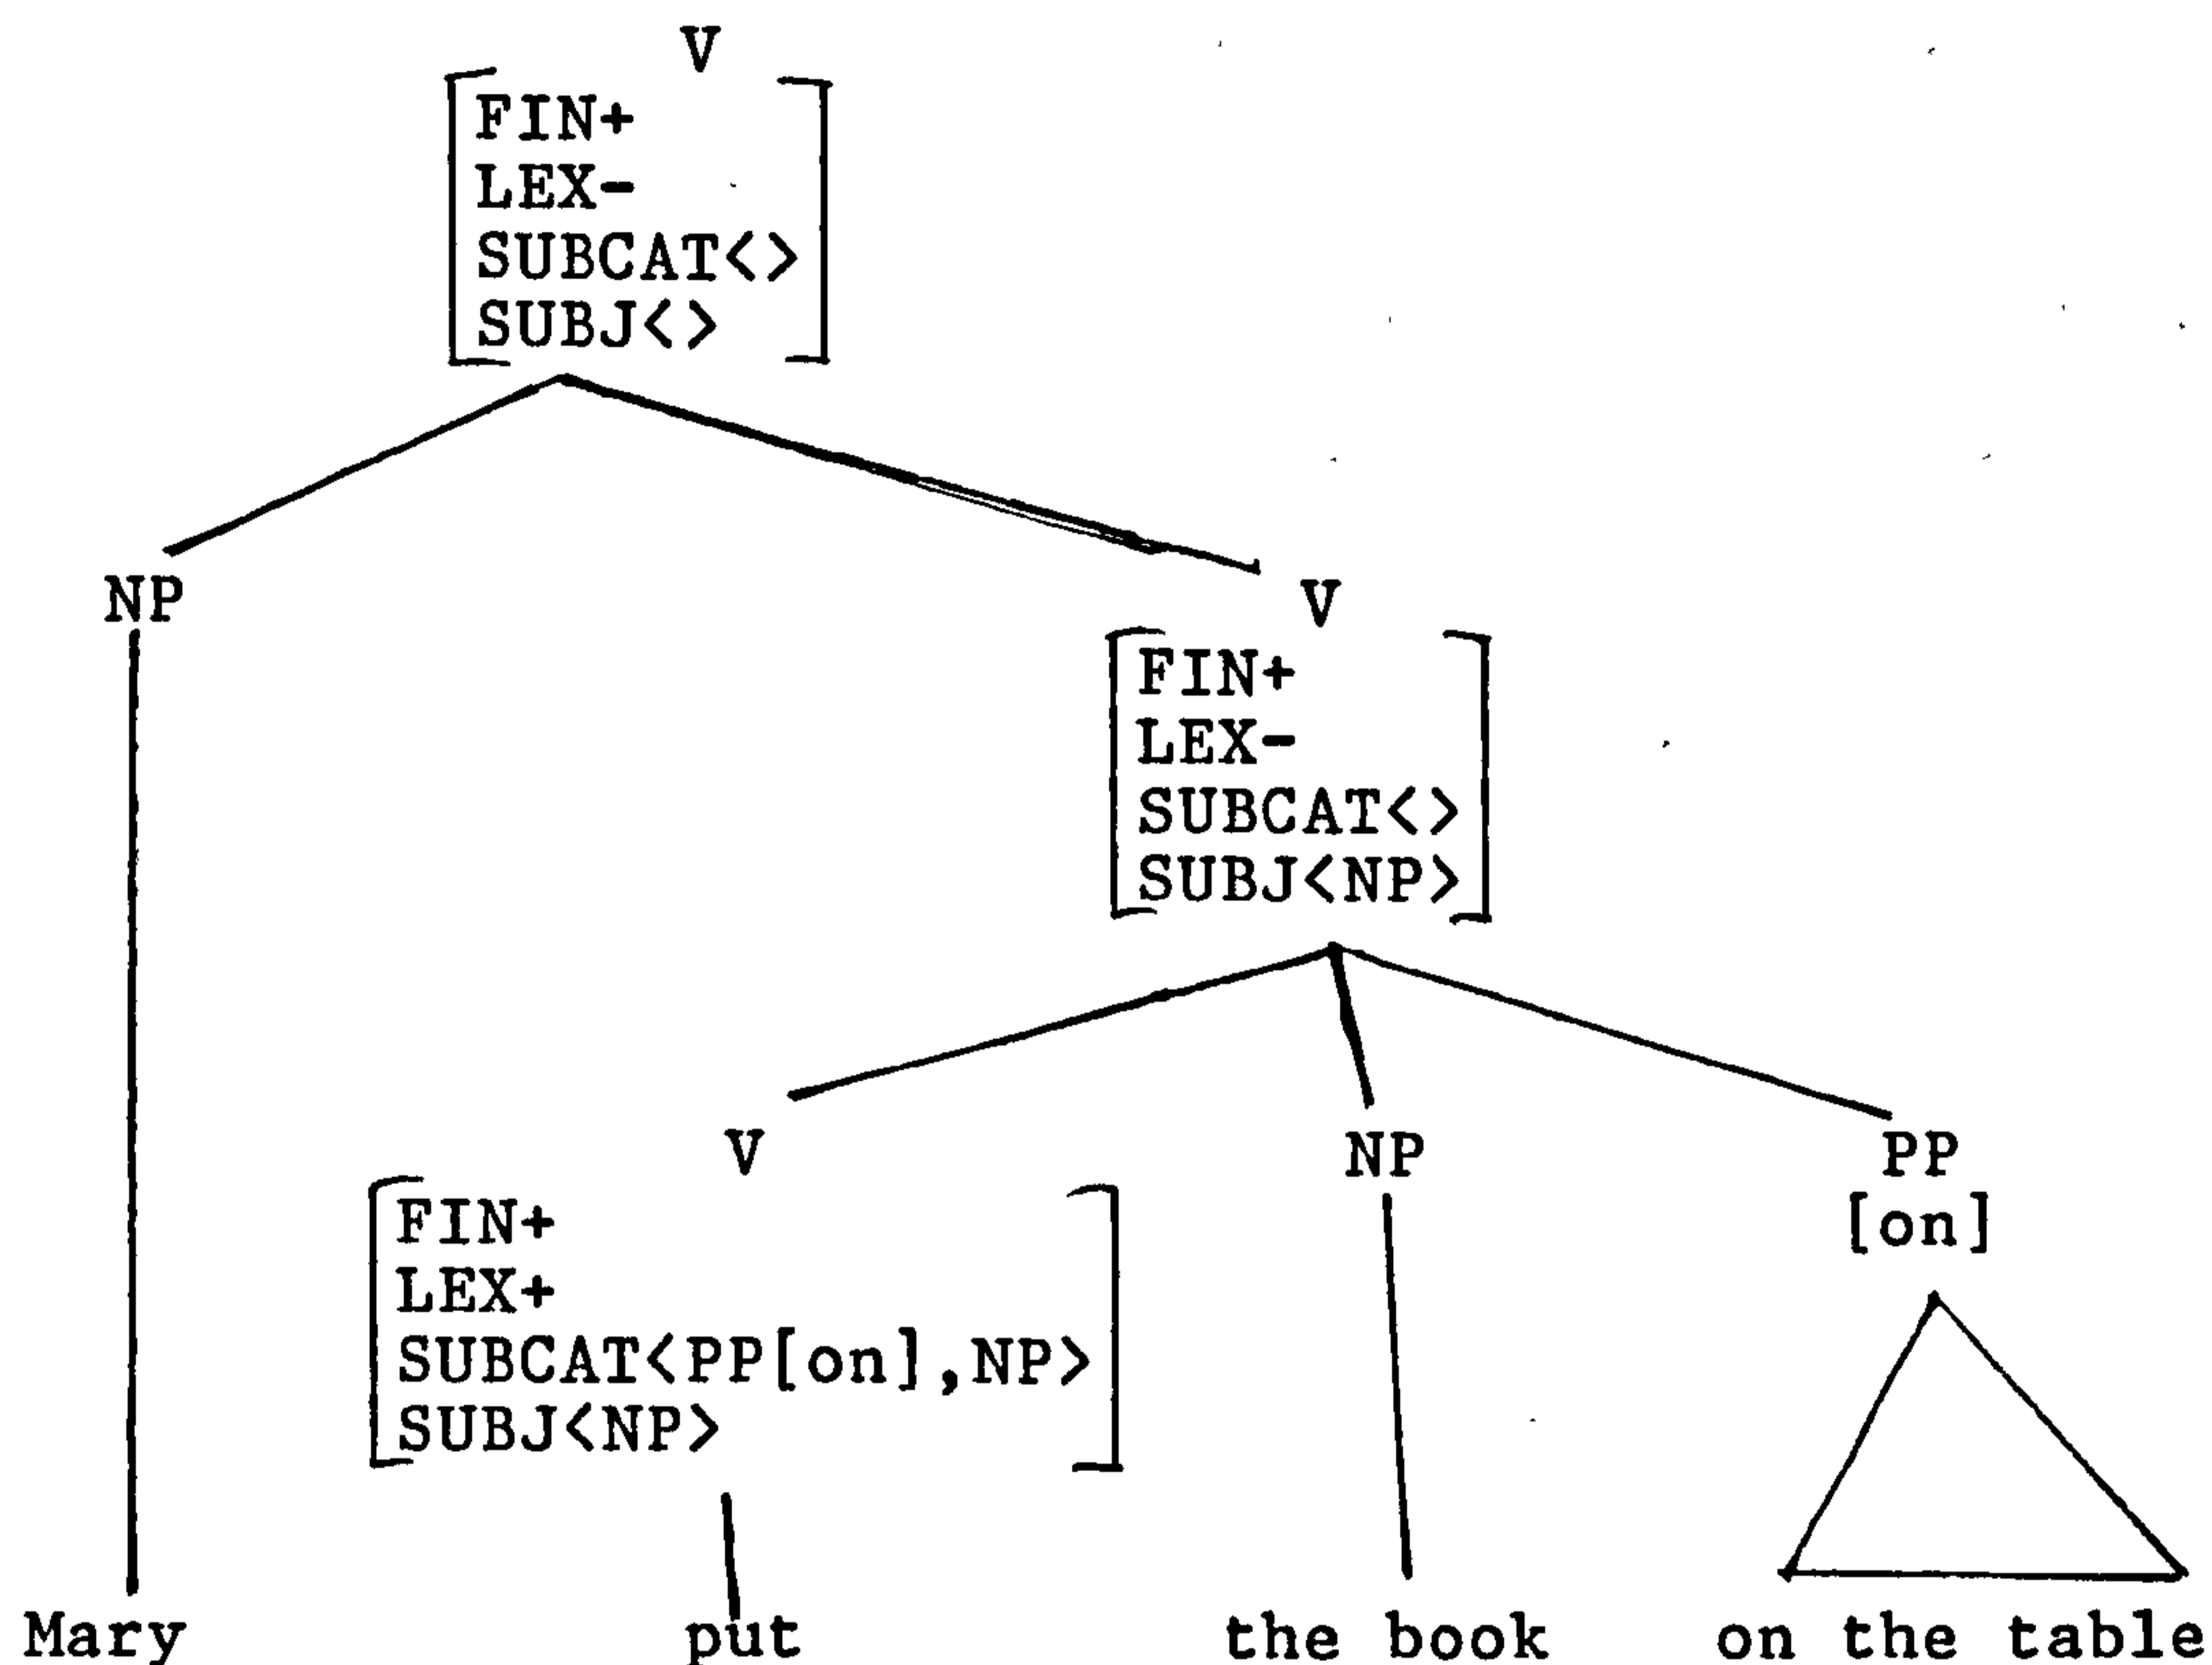 V
FIN+
LEX-
SUBCAT<>
SUBJ<>
NP
V
FIN+
LEX-
SUBCAT<>
SUBJ<NP>
V NP PP
[on]
FIN+
LEX+
SUBCAT<PP[on],NP>
SUBJ<NP>
Mary put the book on the table